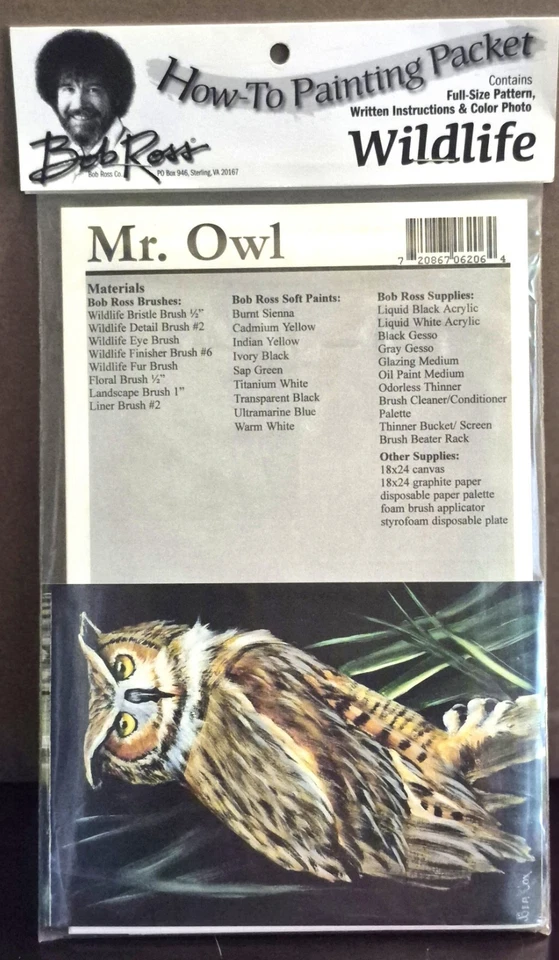 How-To Painting Packet
Contains
Full-Size Pattern,
Written Instructions & Color Photo
Wildlife
Bob Ross
Bob Ross Co. PO Box 946, Sterling, VA 20167
Mr. Owl
7 20867 06206 4
Materials
Bob Ross Brushes:
Wildlife Bristle Brush ½"
Wildlife Detail Brush #2
Wildlife Eye Brush
Wildlife Finisher Brush #6
Wildlife Fur Brush
Floral Brush ½"
Landscape Brush 1"
Liner Brush #2
Bob Ross Soft Paints:
Burnt Sienna
Cadmium Yellow
Indian Yellow
Ivory Black
Sap Green
Titanium White
Transparent Black
Ultramarine Blue
Warm White
Bob Ross Supplies:
Liquid Black Acrylic
Liquid White Acrylic
Black Gesso
Gray Gesso
Glazing Medium
Oil Paint Medium
Odorless Thinner
Brush Cleaner/Conditioner
Palette
Thinner Bucket/ Screen
Brush Beater Rack
Other Supplies:
18x24 canvas
18x24 graphite paper
disposable paper palette
foam brush applicator
styrofoam disposable plate